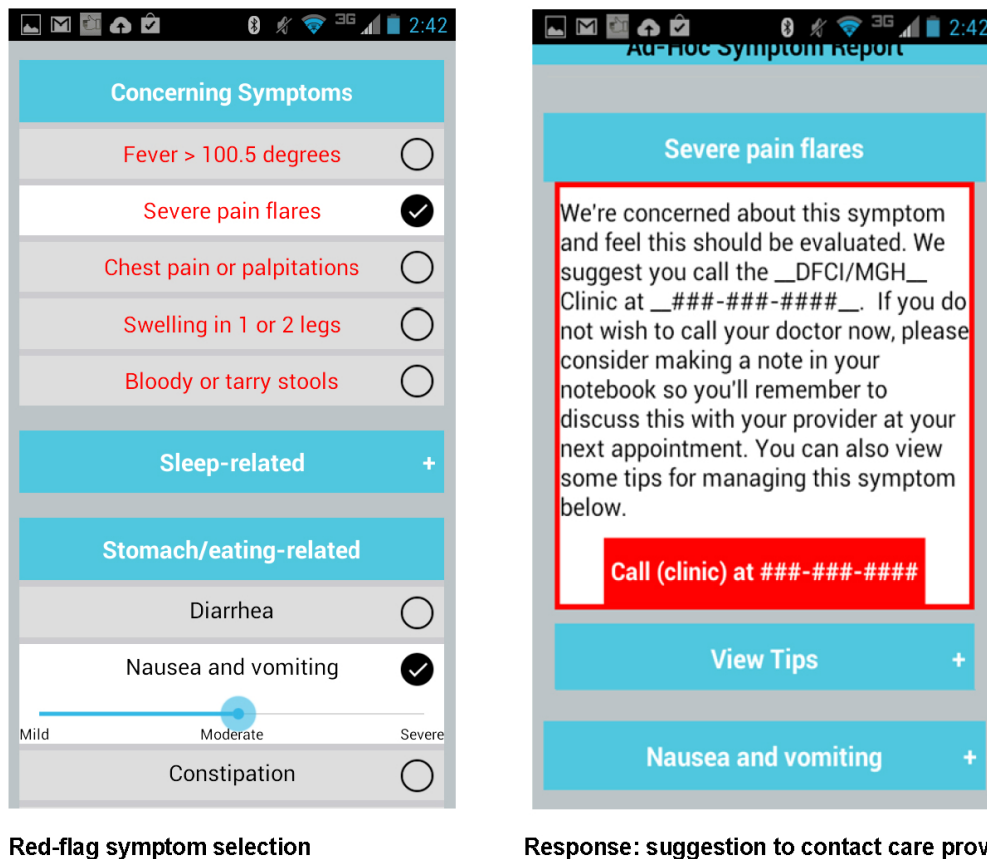 3G 2:42
Concerning Symptoms
Fever > 100.5 degrees
Severe pain flares
Chest pain or palpitations
Swelling in 1 or 2 legs
Bloody or tarry stools
Sleep-related +
Stomach/eating-related
Diarrhea
Nausea and vomiting
Mild Moderate Severe
Constipation
Red-flag symptom selection
3G 2:42
Ad-Hoc Symptom Report
Severe pain flares
We're concerned about this symptom
and feel this should be evaluated. We
suggest you call the __DFCI/MGH__
Clinic at __###-###-####__.  If you do
not wish to call your doctor now, please
consider making a note in your
notebook so you'll remember to
discuss this with your provider at your
next appointment. You can also view
some tips for managing this symptom
below.
Call (clinic) at ###-###-####
View Tips +
Nausea and vomiting +
Response: suggestion to contact care prov